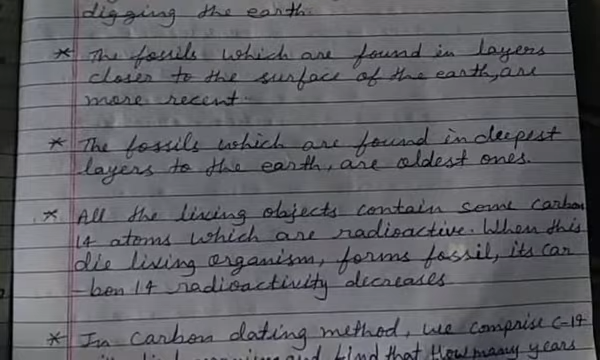 digging the earth.
* The fossils which are found in layers
closer to the surface of the earth, are
more recent.
* The fossils which are found in deepest
layers to the earth, are oldest ones.
* All the living objects contain some carbon
14 atoms which are radioactive. When this
die living organism, forms fossil, its car
-bon 14 radioactivity decreases
* In carbon dating method, we comprise C-14
and find that How many years